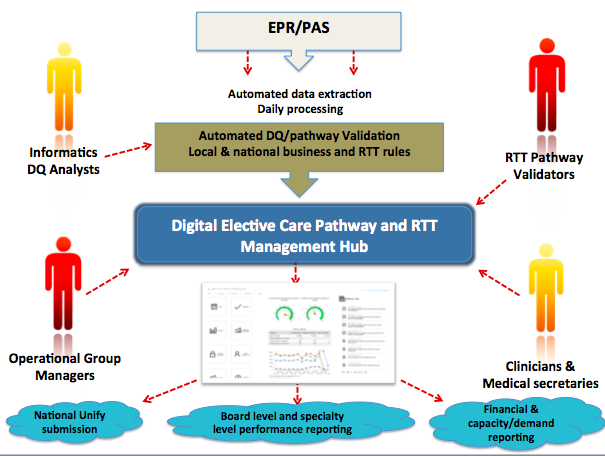 EPR/PAS
Automated data extraction
Daily processing
Automated DQ/pathway Validation
Local & national business and RTT rules
Informatics
DQ Analysts
RTT Pathway
Validators
Digital Elective Care Pathway and RTT
Management Hub
Operational Group
Managers
Clinicians &
Medical secretaries
National Unify
submission
Board level and specialty
level performance reporting
Financial &
capacity/demand
reporting